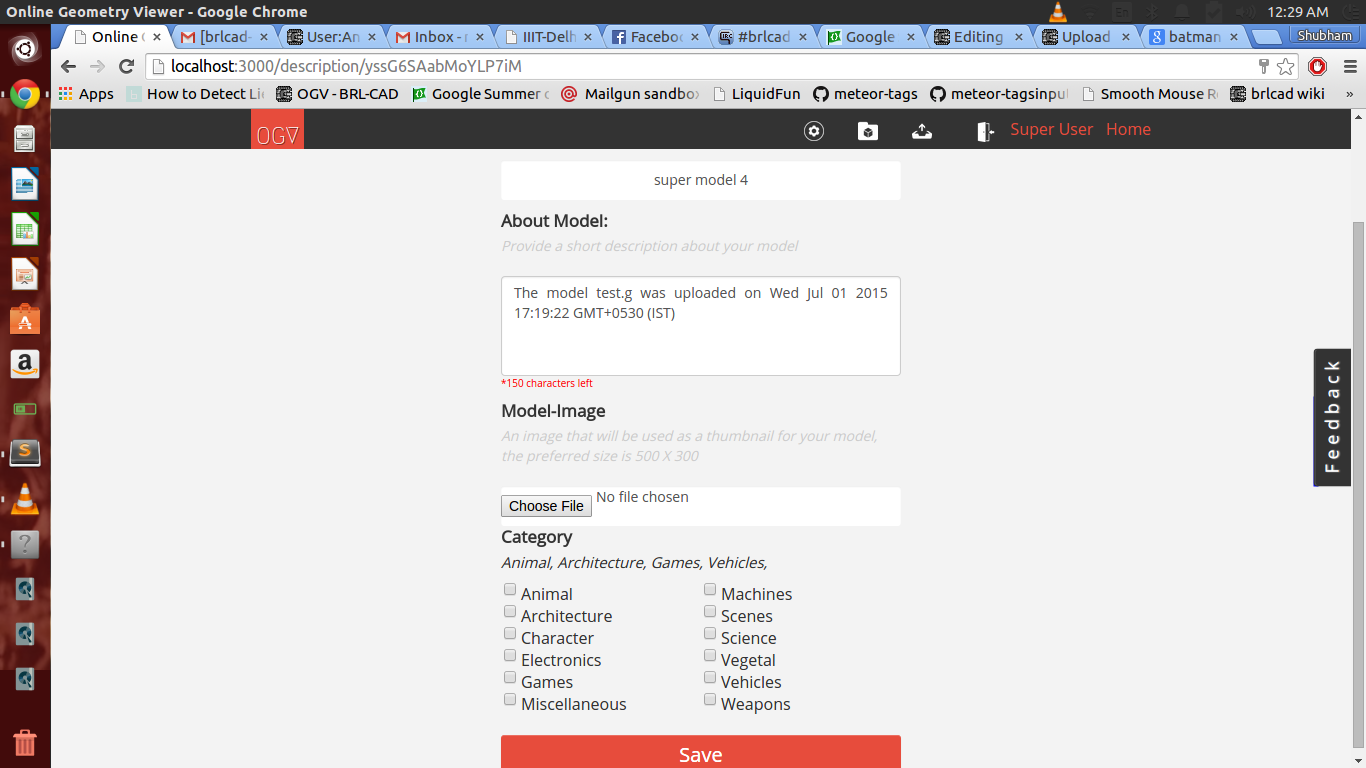 Online Geometry Viewer - Google Chrome
En
12:29 AM
Online G
[brlcad-
User:An
Inbox - r
IIIT-Delh
Faceboo
#brlcad
Google
Editing
Upload
batman
Shubham
localhost:3000/description/yssG6SAabMoYLP7iM
Apps
How to Detect Lie
OGV - BRL-CAD
Google Summer o
Mailgun sandbox
LiquidFun
meteor-tags
meteor-tagsinpu
Smooth Mouse R
brlcad wiki
»
OGV
Super User
Home
super model 4
About Model:
Provide a short description about your model
The model test.g was uploaded on Wed Jul 01 2015
17:19:22 GMT+0530 (IST)
*150 characters left
Model-Image
An image that will be used as a thumbnail for your model,
the preferred size is 500 X 300
Choose File No file chosen
Category
Animal, Architecture, Games, Vehicles,
Animal
Machines
Architecture
Scenes
Character
Science
Electronics
Vegetal
Games
Vehicles
Miscellaneous
Weapons
Save
Feedback